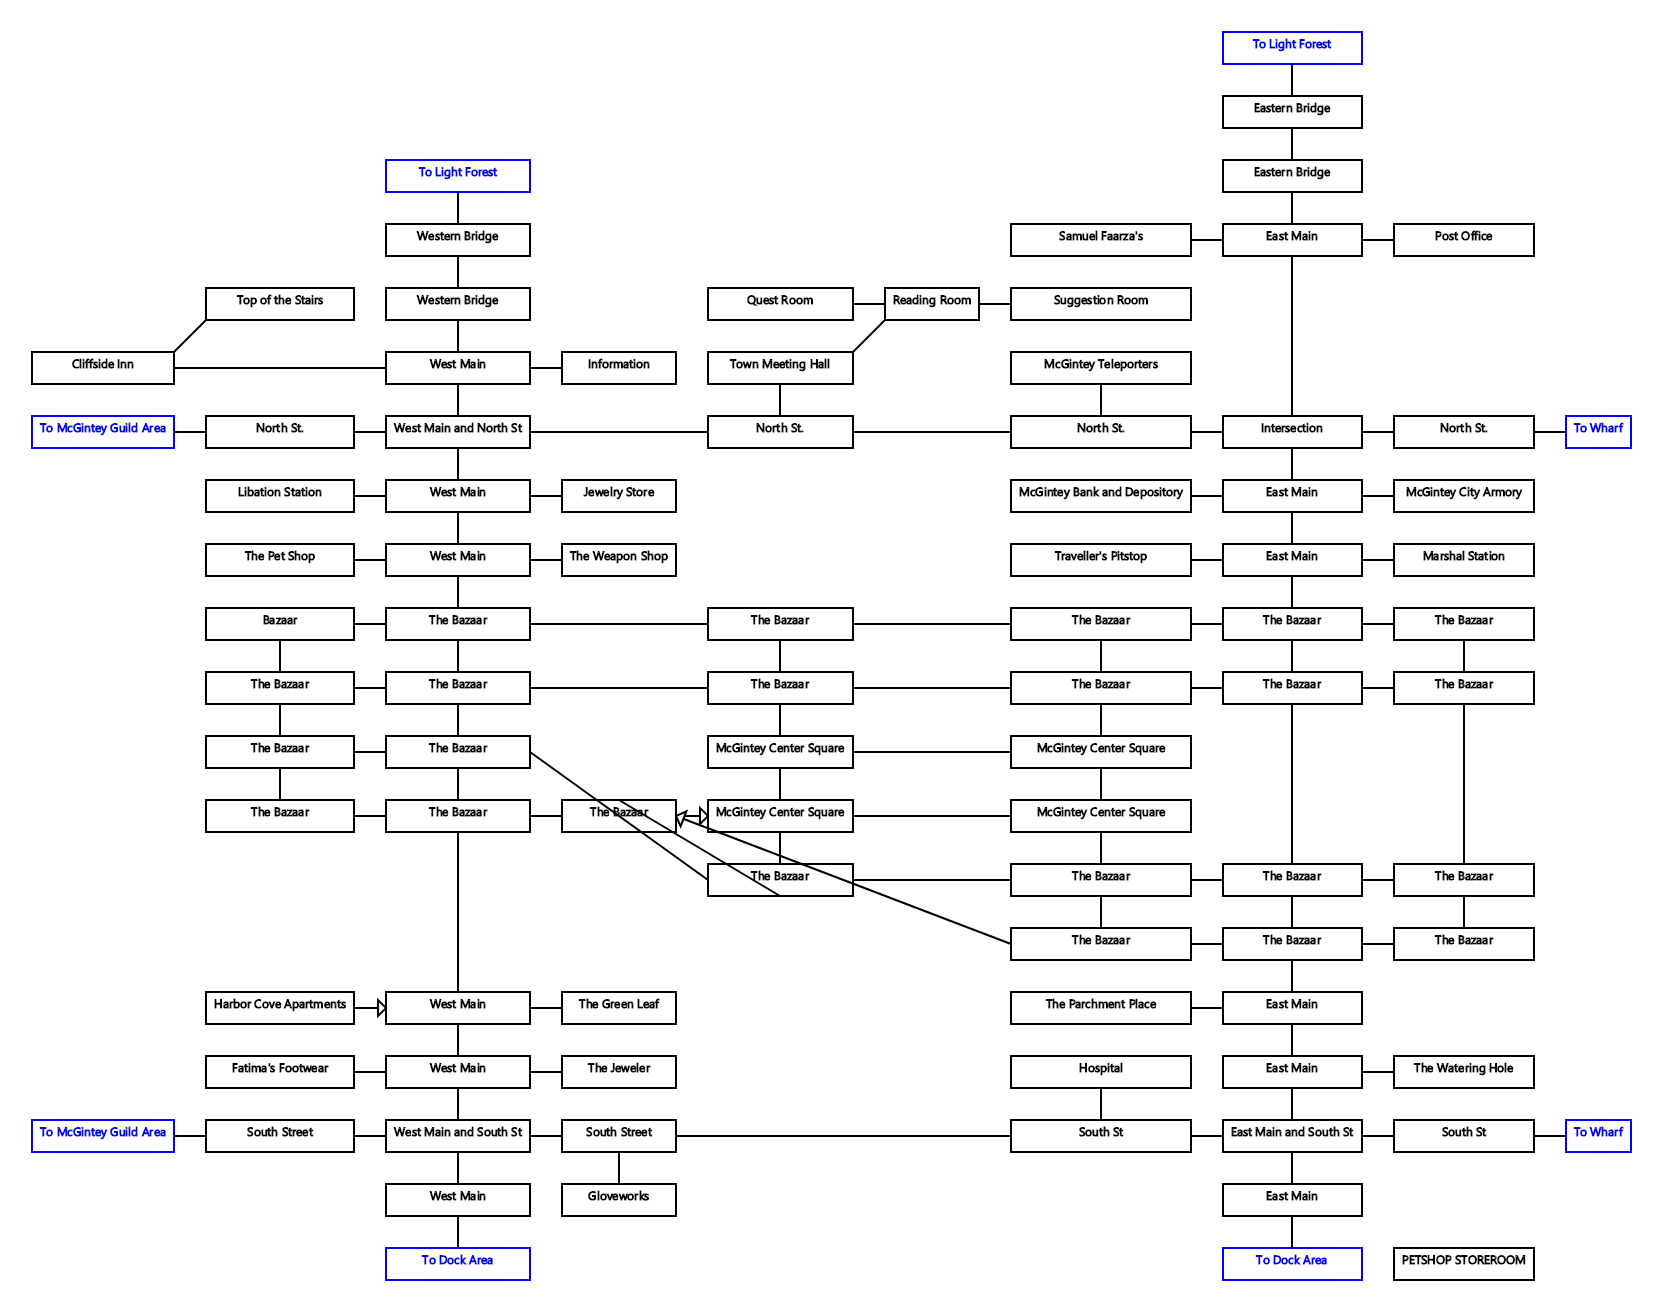 To Light Forest
Eastern Bridge
To Light Forest
Eastern Bridge
Western Bridge
Samuel Faarza's
East Main
Post Office
Top of the Stairs
Western Bridge
Quest Room
Reading Room
Suggestion Room
Cliffside Inn
West Main
Information
Town Meeting Hall
McGintey Teleporters
To McGintey Guild Area
North St.
West Main and North St
North St.
North St.
Intersection
North St.
To Wharf
Libation Station
West Main
Jewelry Store
McGintey Bank and Depository
East Main
McGintey City Armory
The Pet Shop
West Main
The Weapon Shop
Traveller's Pitstop
East Main
Marshal Station
Bazaar
The Bazaar
The Bazaar
The Bazaar
The Bazaar
The Bazaar
The Bazaar
The Bazaar
The Bazaar
The Bazaar
The Bazaar
The Bazaar
The Bazaar
The Bazaar
McGintey Center Square
McGintey Center Square
The Bazaar
The Bazaar
The Bazaar
McGintey Center Square
McGintey Center Square
The Bazaar
The Bazaar
The Bazaar
The Bazaar
The Bazaar
The Bazaar
The Bazaar
Harbor Cove Apartments
West Main
The Green Leaf
The Parchment Place
East Main
Fatima's Footwear
West Main
The Jeweler
Hospital
East Main
The Watering Hole
To McGintey Guild Area
South Street
West Main and South St
South Street
South St
East Main and South St
South St
To Wharf
West Main
Gloveworks
East Main
To Dock Area
To Dock Area
PETSHOP STOREROOM